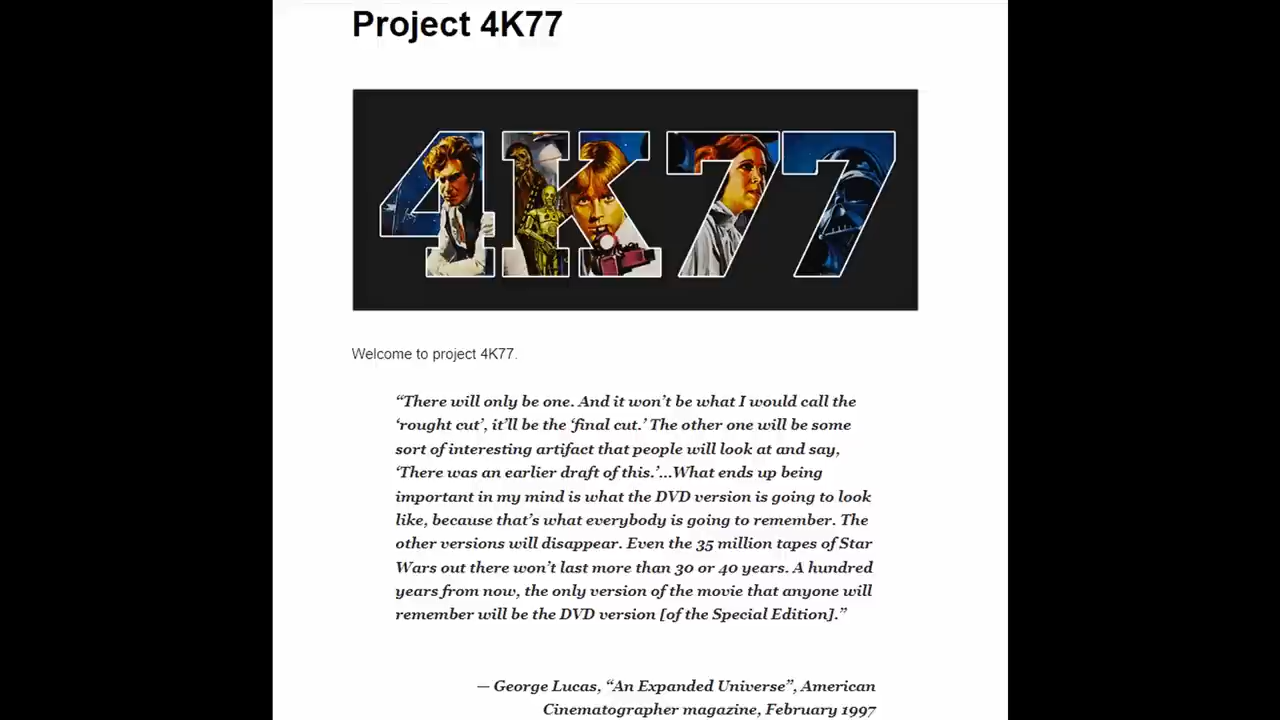 Project 4K77
4K77
Welcome to project 4K77.
“There will only be one. And it won’t be what I would call the
‘rought cut’, it’ll be the ‘final cut.’ The other one will be some
sort of interesting artifact that people will look at and say,
‘There was an earlier draft of this.’...What ends up being
important in my mind is what the DVD version is going to look
like, because that’s what everybody is going to remember. The
other versions will disappear. Even the 35 million tapes of Star
Wars out there won’t last more than 30 or 40 years. A hundred
years from now, the only version of the movie that anyone will
remember will be the DVD version [of the Special Edition].”
— George Lucas, “An Expanded Universe”, American
Cinematographer magazine, February 1997